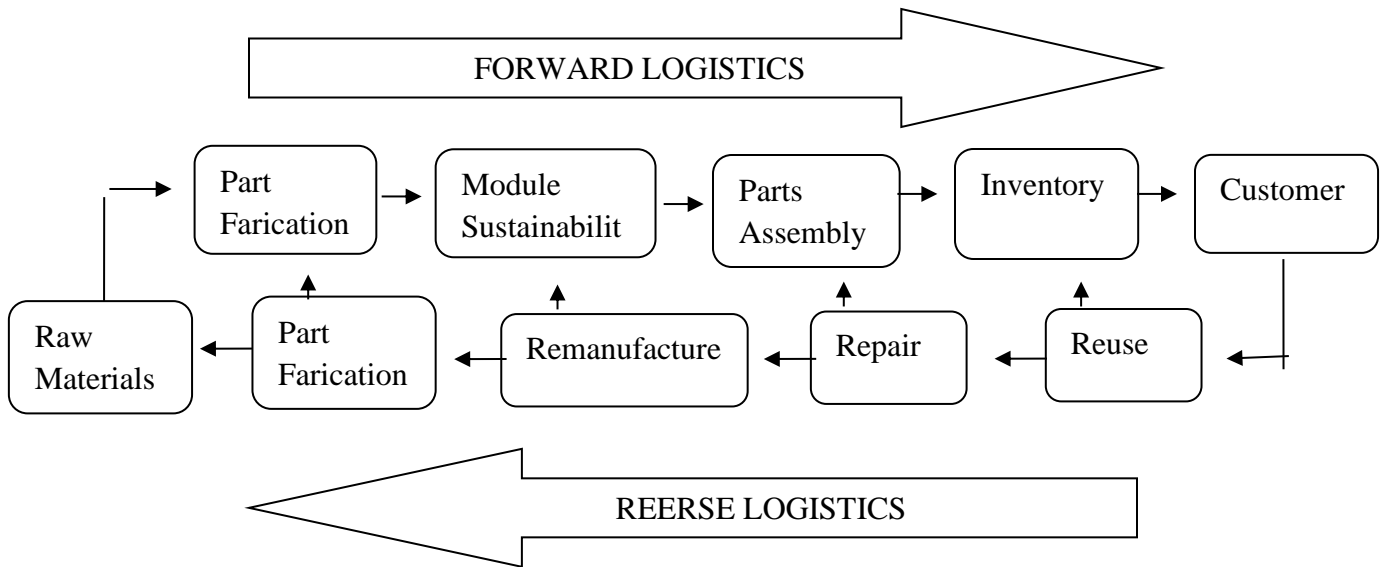 FORWARD LOGISTICS
Part
Farication
Module
Sustainabilit
Parts
Assembly
Inventory
Customer
Raw
Materials
Part
Farication
Remanufacture
Repair
Reuse
REERSE LOGISTICS